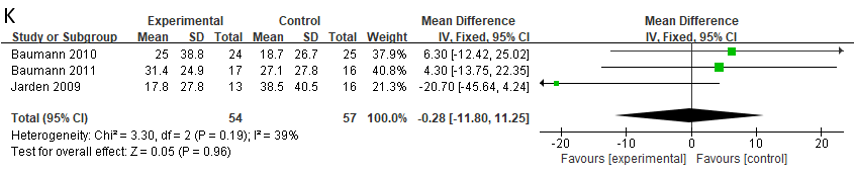 K
Experimental Control Mean Difference Mean Difference
Study or Subgroup Mean SD Total Mean SD Total Weight IV, Fixed, 95% CI IV, Fixed, 95% CI
Baumann 2010 25 38.8 24 18.7 26.7 25 37.9% 6.30 [-12.42, 25.02]
Baumann 2011 31.4 24.9 17 27.1 27.8 16 40.8% 4.30 [-13.75, 22.35]
Jarden 2009 17.8 27.8 13 38.5 40.5 16 21.3% -20.70 [-45.64, 4.24]
Total (95% CI) 54 57 100.0% -0.28 [-11.80, 11.25]
Heterogeneity: Chi² = 3.30, df = 2 (P = 0.19); I² = 39%
Test for overall effect: Z = 0.05 (P = 0.96)
-20 -10 0 10 20
Favours [experimental] Favours [control]